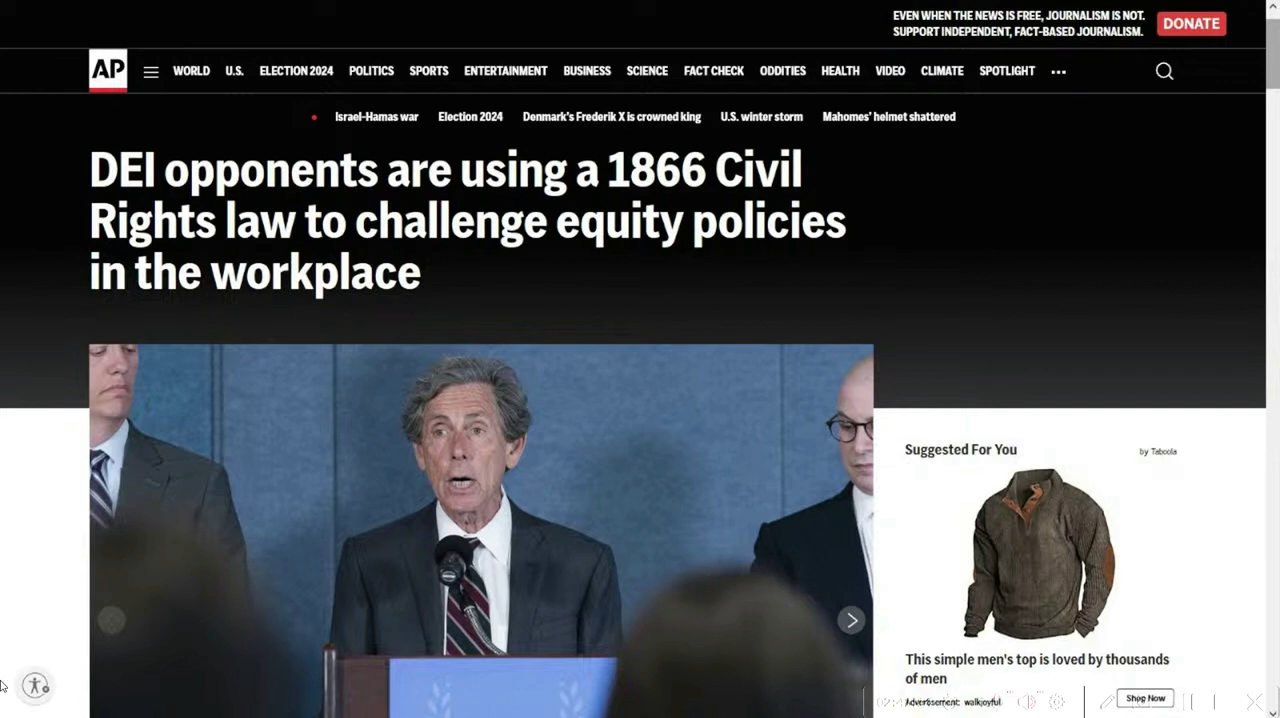 EVEN WHEN THE NEWS IS FREE, JOURNALISM IS NOT.
SUPPORT INDEPENDENT, FACT-BASED JOURNALISM.
DONATE
AP
WORLD U.S. ELECTION 2024 POLITICS SPORTS ENTERTAINMENT BUSINESS SCIENCE FACT CHECK ODDITIES HEALTH VIDEO CLIMATE SPOTLIGHT
Israel-Hamas war Election 2024 Denmark's Frederik X is crowned king U.S. winter storm Mahomes' helmet shattered
DEI opponents are using a 1866 Civil
Rights law to challenge equity policies
in the workplace
Suggested For You
by Taboola
This simple men's top is loved by thousands
of men
Advertisement: walkjoyful
Shop Now